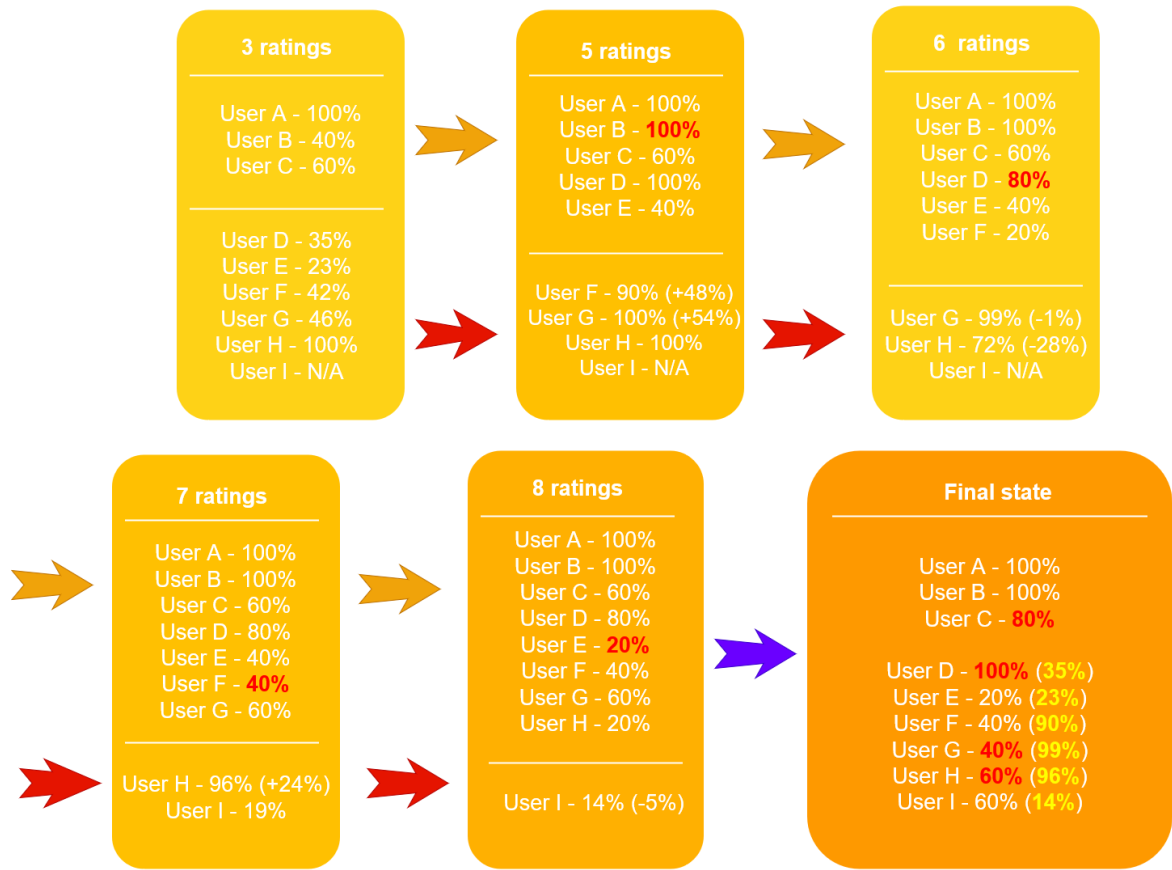 3 ratings
User A - 100%
User B - 40%
User C - 60%
User D - 35%
User E - 23%
User F - 42%
User G - 46%
User H - 100%
User I - N/A
5 ratings
User A - 100%
User B - 100%
User C - 60%
User D - 100%
User E - 40%
User F - 90% (+48%)
User G - 100% (+54%)
User H - 100%
User I - N/A
6 ratings
User A - 100%
User B - 100%
User C - 60%
User D - 80%
User E - 40%
User F - 20%
User G - 99% (-1%)
User H - 72% (-28%)
User I - N/A
7 ratings
User A - 100%
User B - 100%
User C - 60%
User D - 80%
User E - 40%
User F - 40%
User G - 60%
User H - 96% (+24%)
User I - 19%
8 ratings
User A - 100%
User B - 100%
User C - 60%
User D - 80%
User E - 20%
User F - 40%
User G - 60%
User H - 20%
User I - 14% (-5%)
Final state
User A - 100%
User B - 100%
User C - 80%
User D - 100% (35%)
User E - 20% (23%)
User F - 40% (90%)
User G - 40% (99%)
User H - 60% (96%)
User I - 60% (14%)